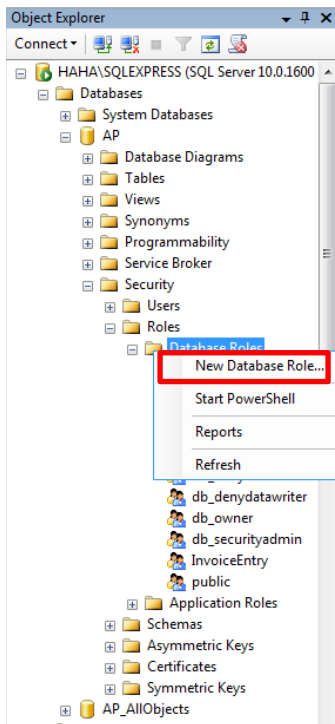 Object Explorer
Connect
HAHA\SQLEXPRESS (SQL Server 10.0.1600
Databases
System Databases
AP
Database Diagrams
Tables
Views
Synonyms
Programmability
Service Broker
Security
Users
Roles
Database Roles
New Database Role...
Start PowerShell
Reports
Refresh
db_denydatawriter
db_owner
db_securityadmin
InvoiceEntry
public
Application Roles
Schemas
Asymmetric Keys
Certificates
Symmetric Keys
AP_AllObjects